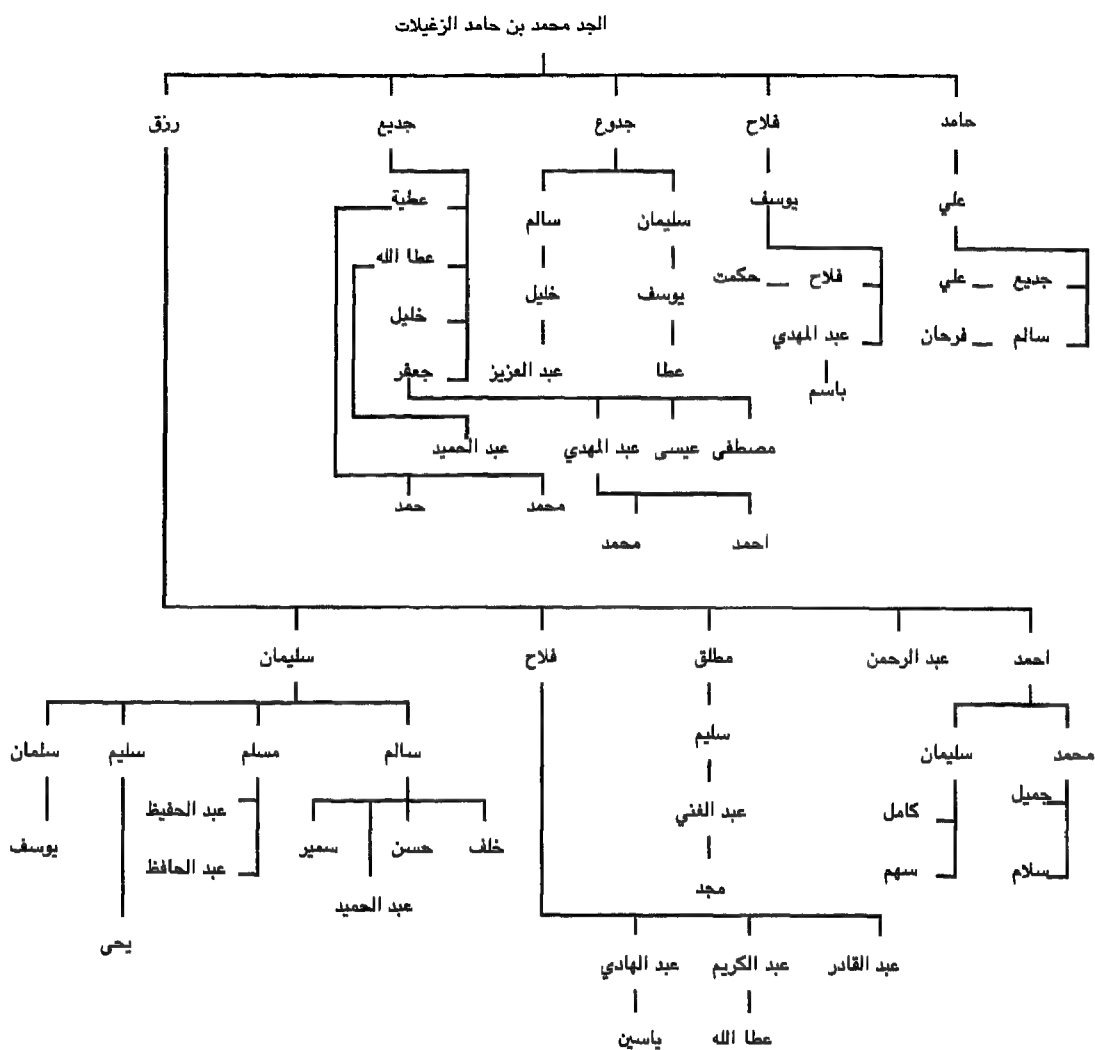 الجد محمد بن حامد الزغيلات
حامد فلاح جدوع جديع رزق
علي يوسف سليمان سالم عطية
جديع علي فلاح حكمت يوسف خليل عطا الله
سالم فرحان عبد المهدي عطا عبد العزيز خليل
باسم جعفر
مصطفى عيسى عبد المهدي عبد الحميد
محمد حمد
احمد محمد
احمد عبد الرحمن مطلق فلاح سليمان
محمد سليمان سليم سالم مسلم سليم سلمان
جميل كامل عبد الغني خلف حسن سمير عبد الحفيظ يوسف
سلام سهم مجد عبد الحميد عبد الحافظ
يحى
عبد القادر عبد الكريم عبد الهادي
عطا الله ياسين